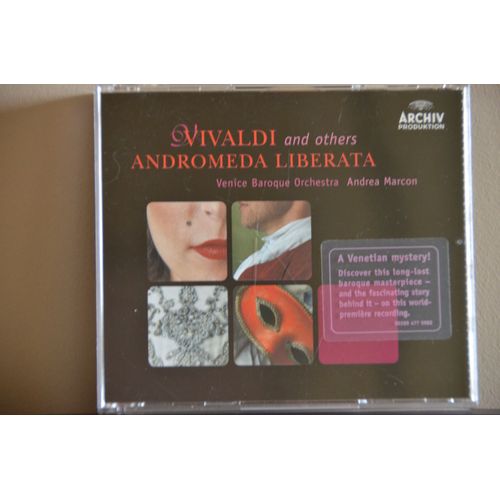 ARCHIV
PRODUKTION
VIVALDI and others
ANDROMEDA LIBERATA
Venice Baroque Orchestra Andrea Marcon
A Venetian mystery!
Discover this long-lost
baroque masterpiece –
and the fascinating story
behind it – on this world-
première recording.